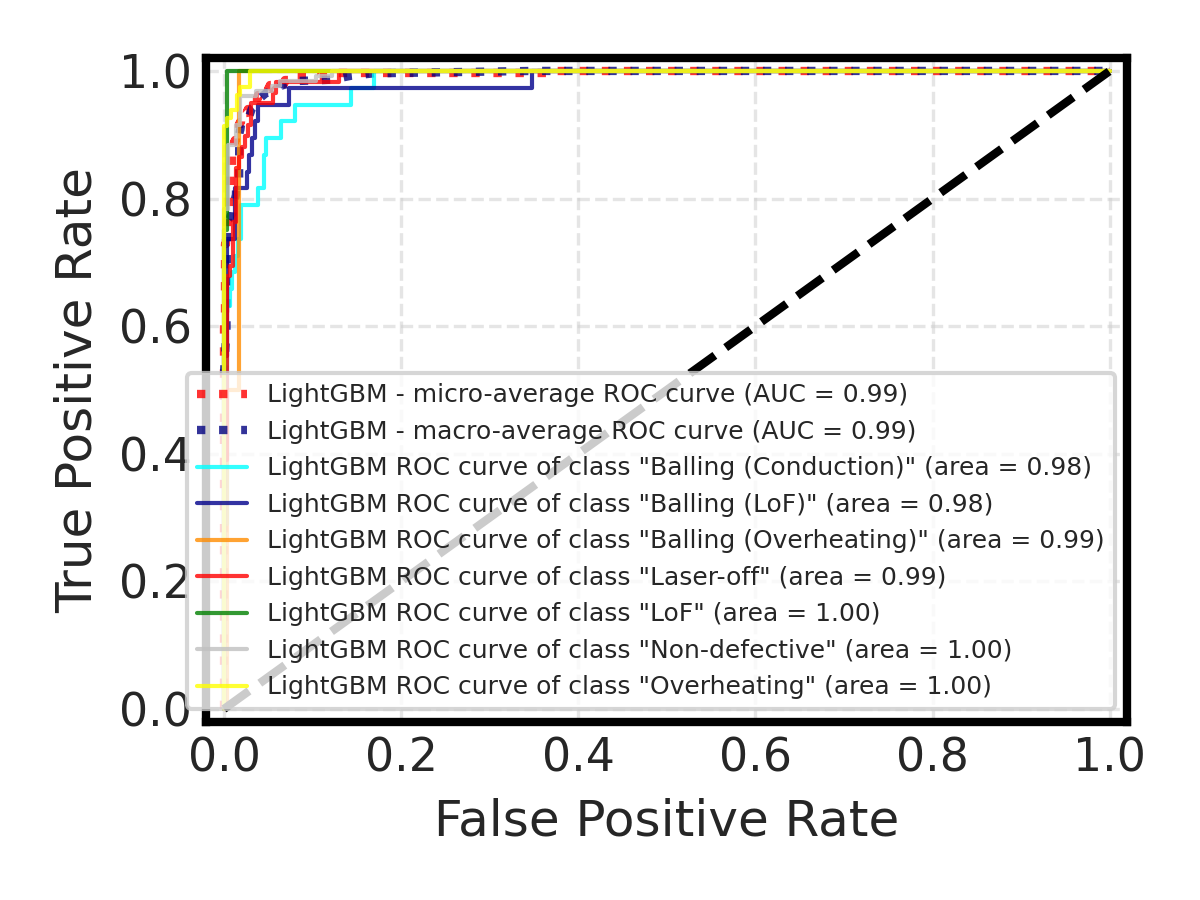 1.0
0.8
0.6
0.4
0.2
0.0
True Positive Rate
LightGBM - micro-average ROC curve (AUC = 0.99)
LightGBM - macro-average ROC curve (AUC = 0.99)
LightGBM ROC curve of class "Balling (Conduction)" (area = 0.98)
LightGBM ROC curve of class "Balling (LoF)" (area = 0.98)
LightGBM ROC curve of class "Balling (Overheating)" (area = 0.99)
LightGBM ROC curve of class "Laser-off" (area = 0.99)
LightGBM ROC curve of class "LoF" (area = 1.00)
LightGBM ROC curve of class "Non-defective" (area = 1.00)
LightGBM ROC curve of class "Overheating" (area = 1.00)
0.0 0.2 0.4 0.6 0.8 1.0
False Positive Rate